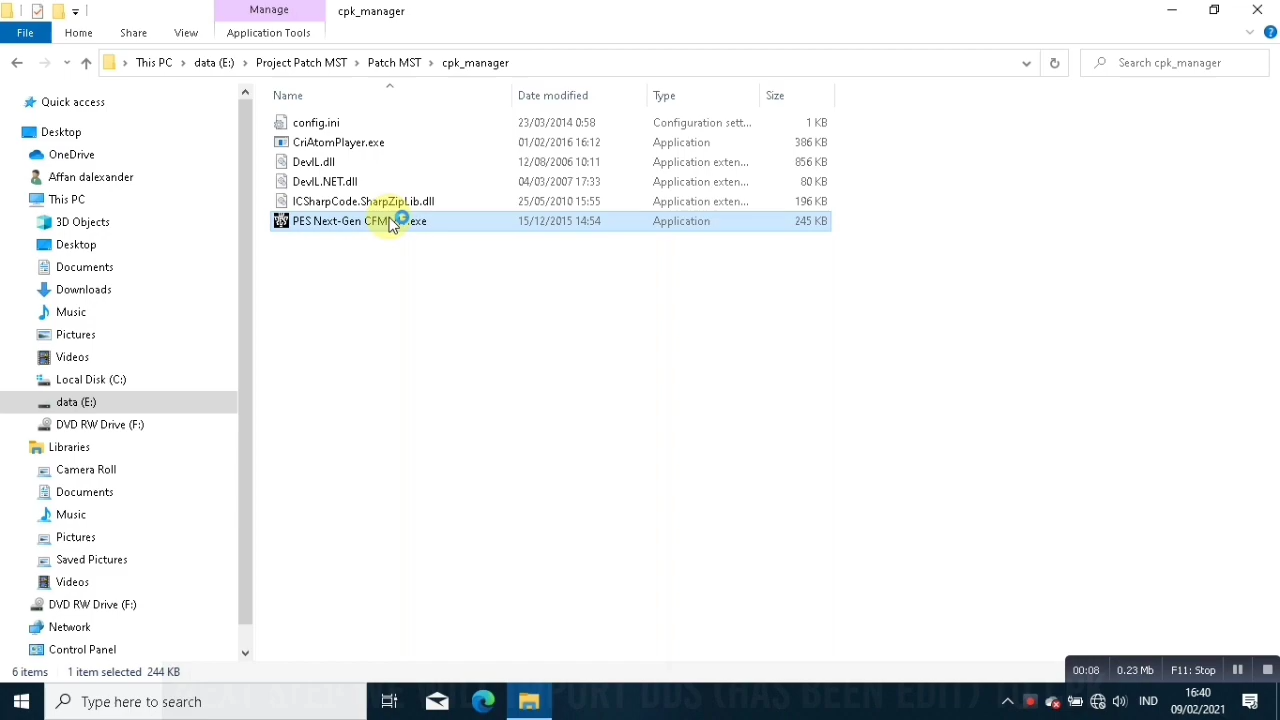 Manage
cpk_manager
File
Home
Share
View
Application Tools
This PC
data (E:)
Project Patch MST
Patch MST
cpk_manager
Search cpk_manager
Name
Date modified
Type
Size
config.ini 23/03/2014 0:58 Configuration sett... 1 KB
CriAtomPlayer.exe 01/02/2016 16:12 Application 386 KB
DevIL.dll 12/08/2006 10:11 Application exten... 856 KB
DevIL.NET.dll 04/03/2007 17:33 Application exten... 80 KB
ICSharpCode.SharpZipLib.dll 25/05/2010 15:55 Application exten... 196 KB
PES Next-Gen 15/12/2015 14:54 Application 245 KB
Quick access
Desktop
OneDrive
Affan dalexander
This PC
3D Objects
Desktop
Documents
Downloads
Music
Pictures
Videos
Local Disk (C:)
data (E:)
DVD RW Drive (F:)
Libraries
Camera Roll
Documents
Music
Pictures
Saved Pictures
Videos
DVD RW Drive (F:)
Network
Control Panel
6 items 1 item selected 244 KB
00:08 0.23 Mb F11: Stop
Type here to search
IND
16:40
09/02/2021